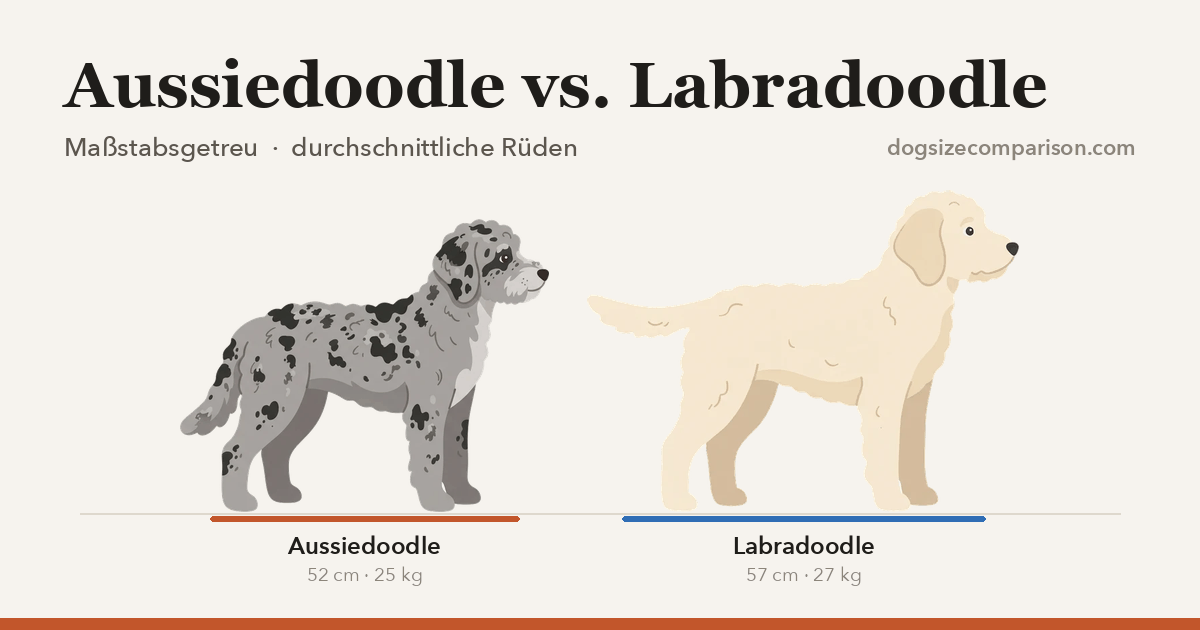 Aussiedoodle vs. Labradoodle
Maßstabsgetreu · durchschnittliche Rüden
dogsizecomparison.com
Aussiedoodle
52 cm · 25 kg
Labradoodle
57 cm · 27 kg